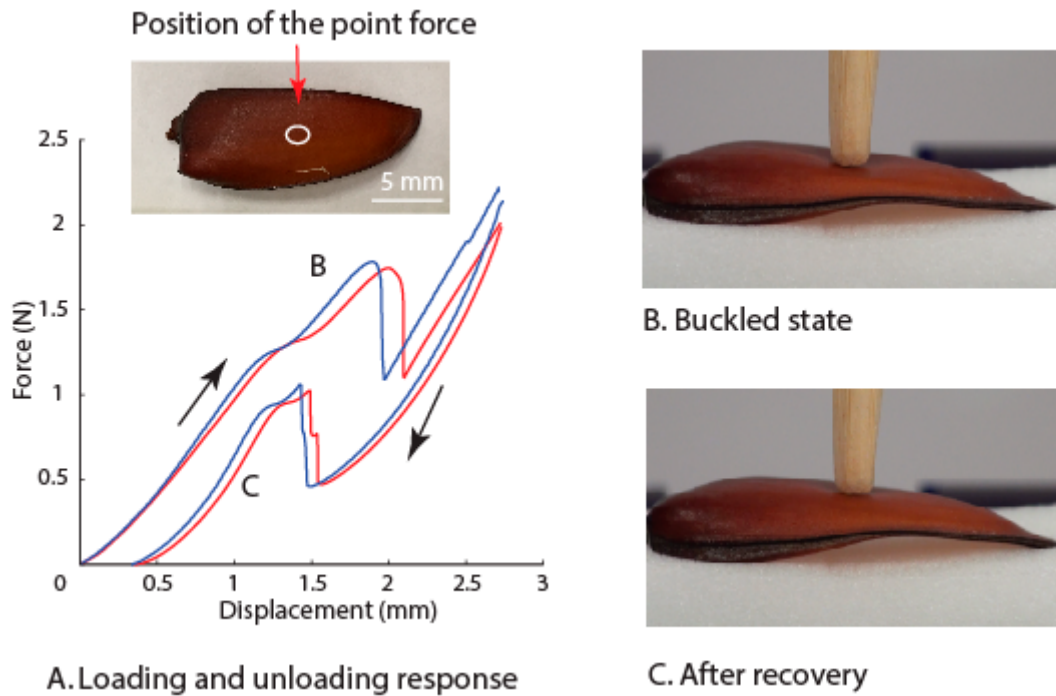 Position of the point force
5 mm
2.5
2
1.5
1
0.5
0
Force (N)
B
C
0.5 1 1.5 2 2.5 3
Displacement (mm)
A. Loading and unloading response
B. Buckled state
C. After recovery